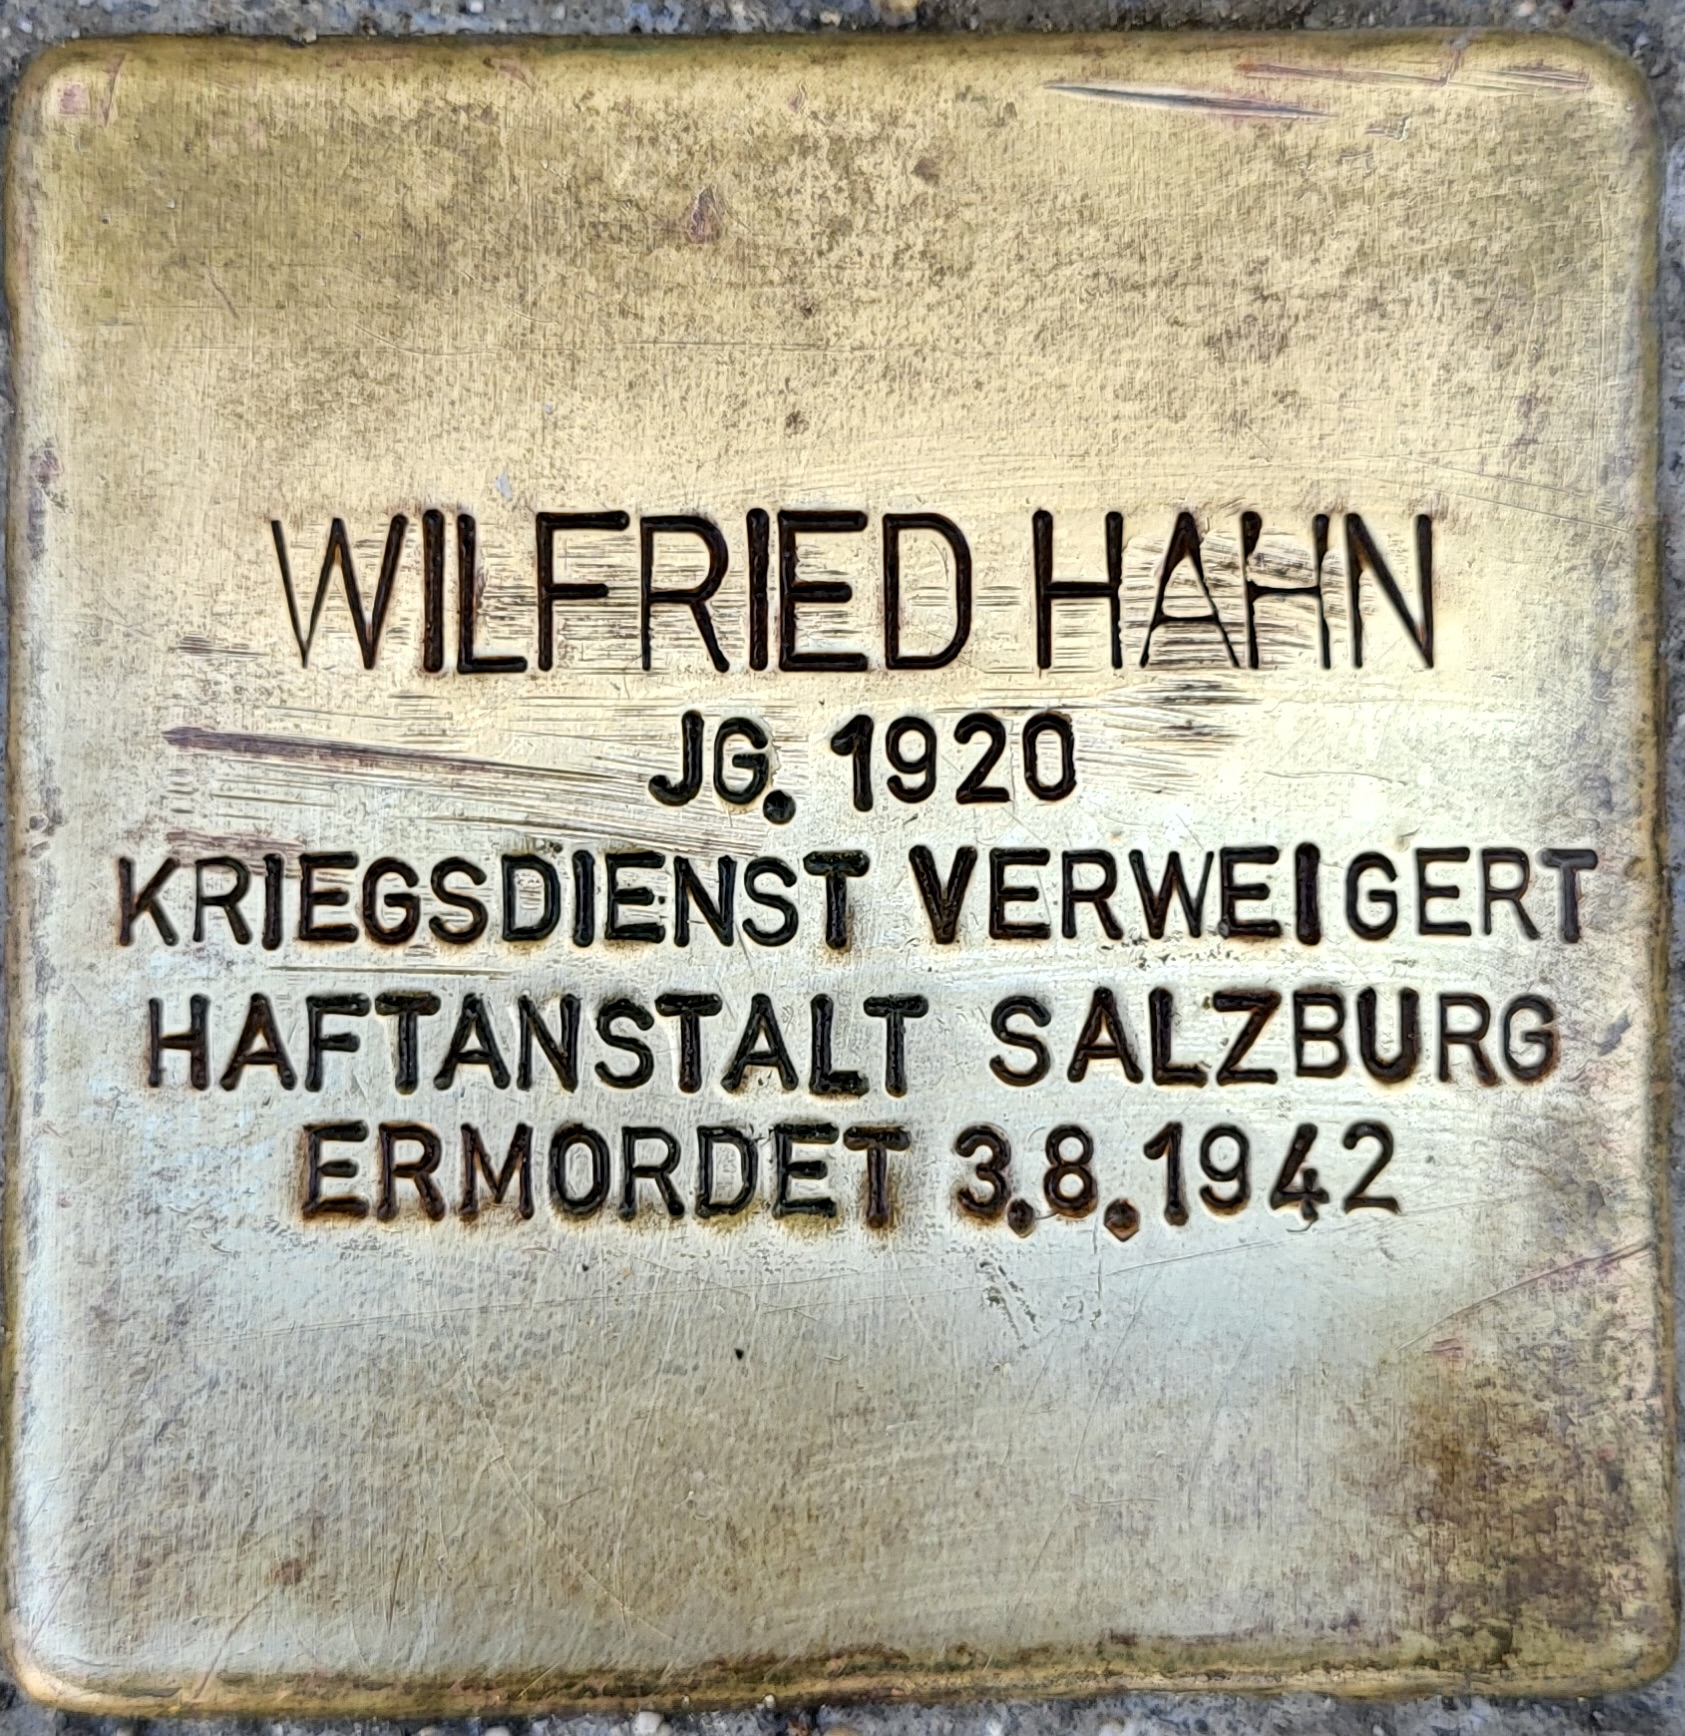 WILFRIED HAHN
JG. 1920
KRIEGSDIENST VERWEIGERT
HAFTANSTALT SALZBURG
ERMORDET 3.8.1942